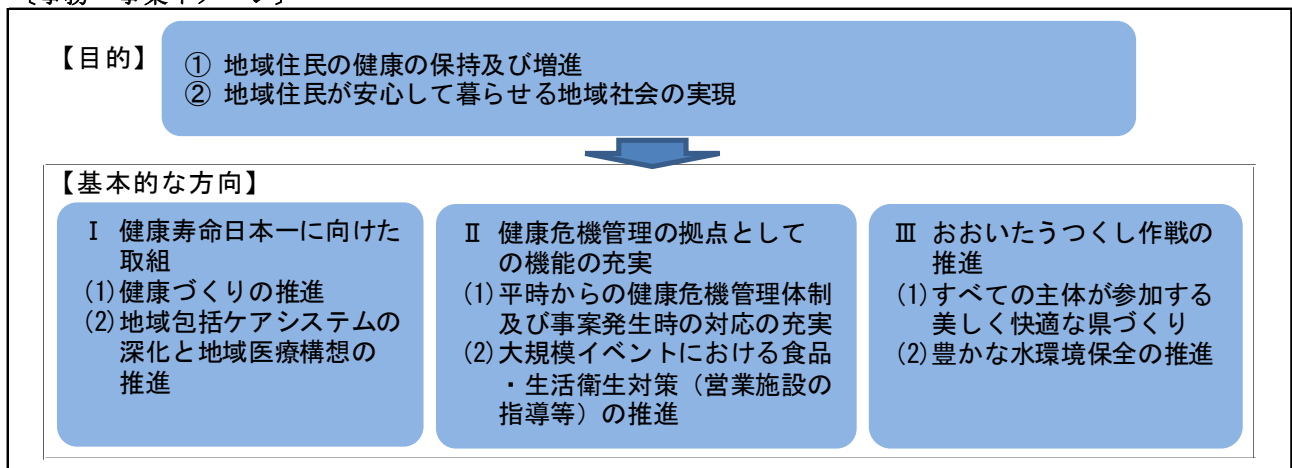 【目的】
① 地域住民の健康の保持及び増進
② 地域住民が安心して暮らせる地域社会の実現
【基本的な方向】
Ⅰ 健康寿命日本一に向けた
取組
(1)健康づくりの推進
(2)地域包括ケアシステムの
深化と地域医療構想の
推進
Ⅱ 健康危機管理の拠点として
の機能の充実
(1)平時からの健康危機管理体制
及び事案発生時の対応の充実
(2)大規模イベントにおける食品
・生活衛生対策（営業施設の
指導等）の推進
Ⅲ おおいたうつくし作戦の
推進
(1)すべての主体が参加する
美しく快適な県づくり
(2)豊かな水環境保全の推進